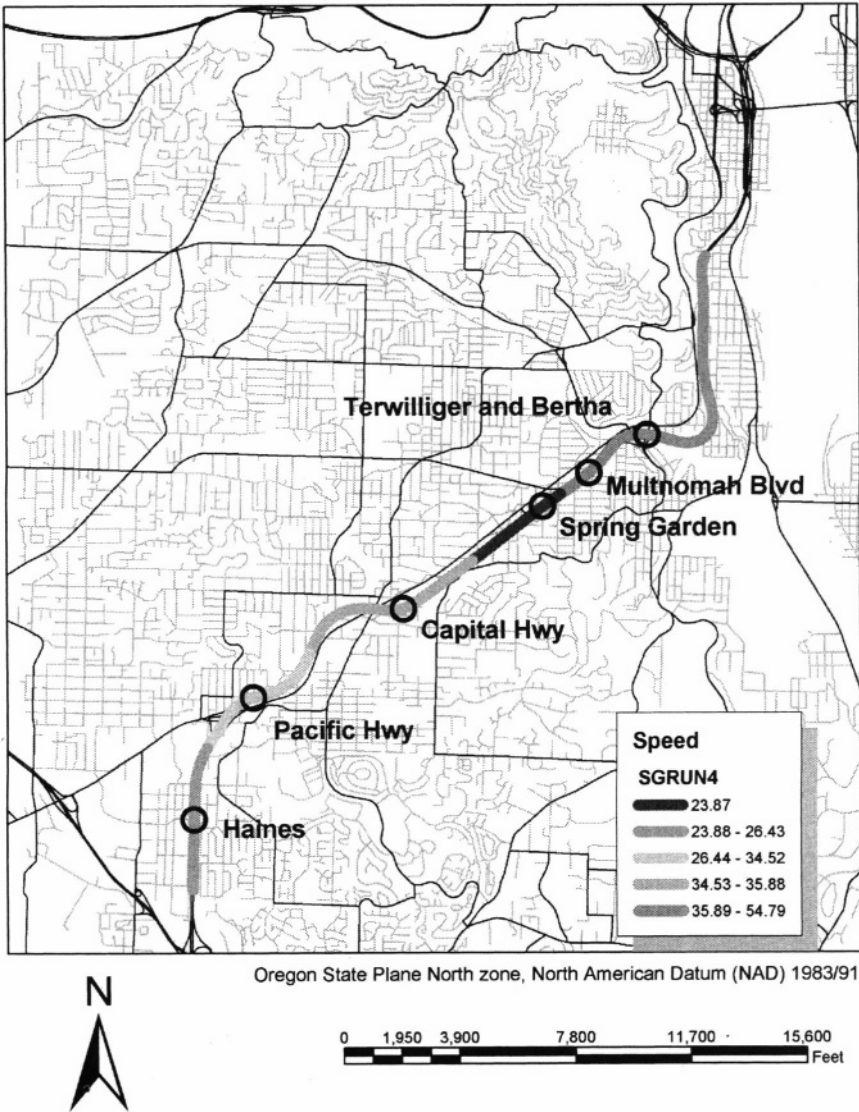 Terwilliger and Bertha
Multnomah Blvd
Spring Garden
Capital Hwy
Pacific Hwy
Haines
Speed
SGRUN4
23.87
23.88 - 26.43
26.44 - 34.52
34.53 - 35.88
35.89 - 54.79
Oregon State Plane North zone, North American Datum (NAD) 1983/91
N
0 1,950 3,900 7,800 11,700 15,600
Feet